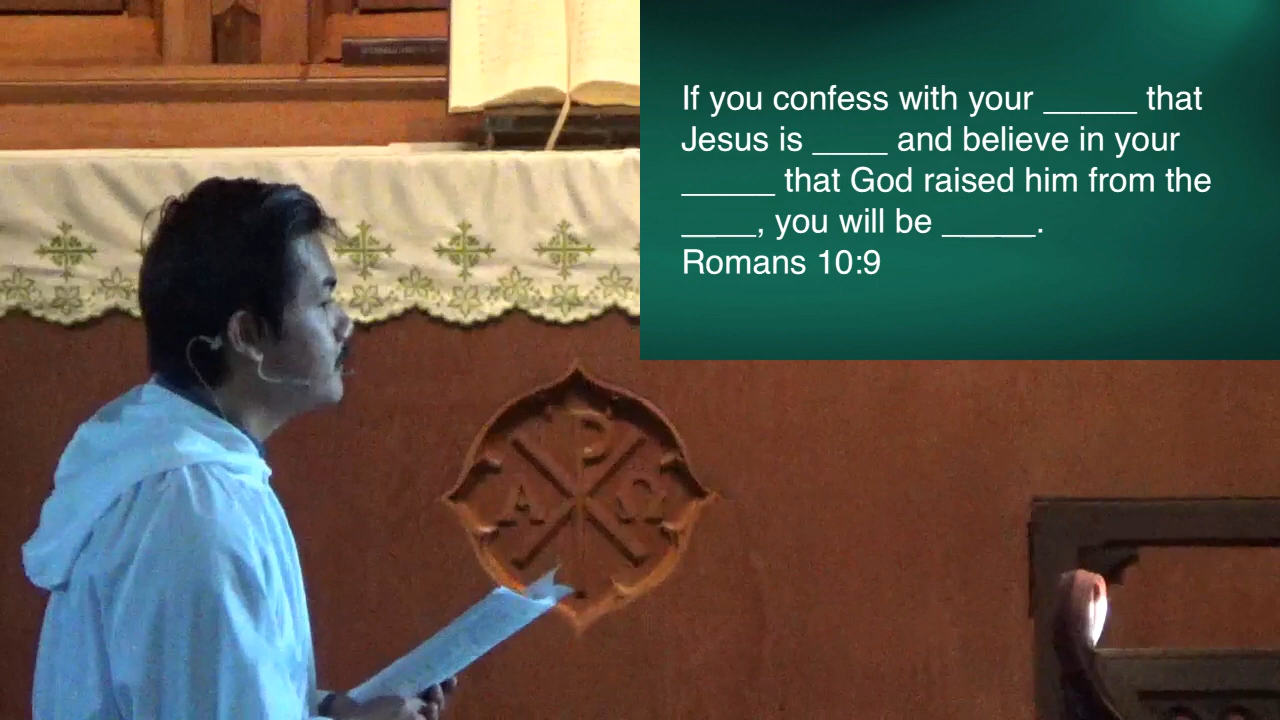 If you confess with your _____ that
Jesus is ____ and believe in your
_____ that God raised him from the
____, you will be _____.
Romans 10:9
Α Ω